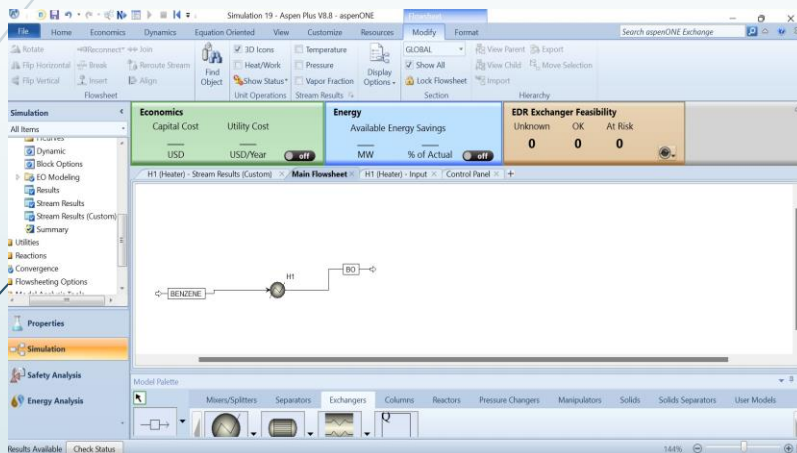 Simulation 19 - Aspen Plus V8.8 - aspenONE
Flowsheet
File Home Economics Dynamics Equation Oriented View Customize Resources Modify Format Search aspenONE Exchange
Rotate Reconnect Join 3D Icons Temperature GLOBAL View Parent Export
Flip Horizontal Break Reroute Stream Heat/Work Pressure Show All View Child Move Selection
Flip Vertical Insert Align Find Object Show Status Vapor Fraction Display Options Lock Flowsheet Import
Flowsheet Unit Operations Stream Results Section Hierarchy
Simulation
All Items
Dynamic
Block Options
EO Modeling
Results
Stream Results
Stream Results (Custom)
Summary
Utilities
Reactions
Convergence
Flowsheeting Options
Properties
Simulation
Safety Analysis
Energy Analysis
Economics
Capital Cost Utility Cost
USD USD/Year off
Energy
Available Energy Savings
MW % of Actual off
EDR Exchanger Feasibility
Unknown OK At Risk
0 0 0
H1 (Heater) - Stream Results (Custom) Main Flowsheet H1 (Heater) - Input Control Panel +
BO
H1
BENZENE
Model Palette
Mixers/Splitters Separators Exchangers Columns Reactors Pressure Changers Manipulators Solids Solids Separators User Models
Q
Results Available Check Status 144%